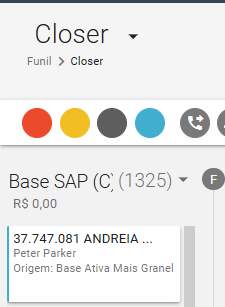 Closer
Funil > Closer
Base SAP (C) (1325)
F
R$ 0,00
37.747.081 ANDREIA ...
Peter Parker
Origem: Base Ativa Mais Granel